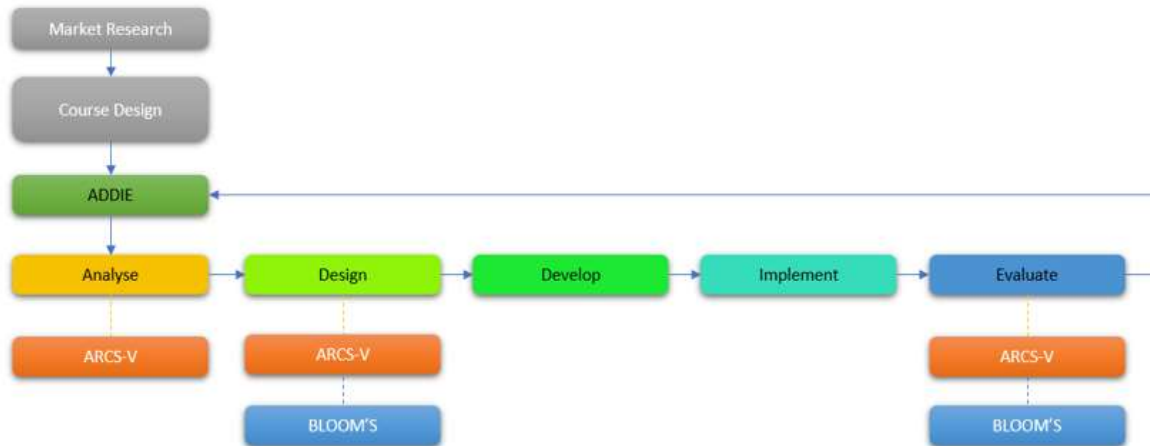 Market Research
Course Design
ADDIE
Analyse
Design
Develop
Implement
Evaluate
ARCS-V
ARCS-V
ARCS-V
BLOOM'S
BLOOM'S